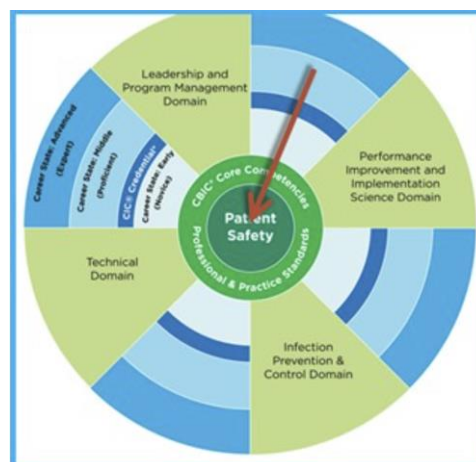 Leadership and
Program Management
Domain
Performance
Improvement and
Implementation
Science Domain
Infection
Prevention &
Control Domain
Technical
Domain
Career State: Advanced
(Expert)
Career State: Middle
(Proficient)
CIC® Credential
Career State: Early
(Novice)
CBIC® Core Competencies
Patient
Safety
Professional & Practice Standards